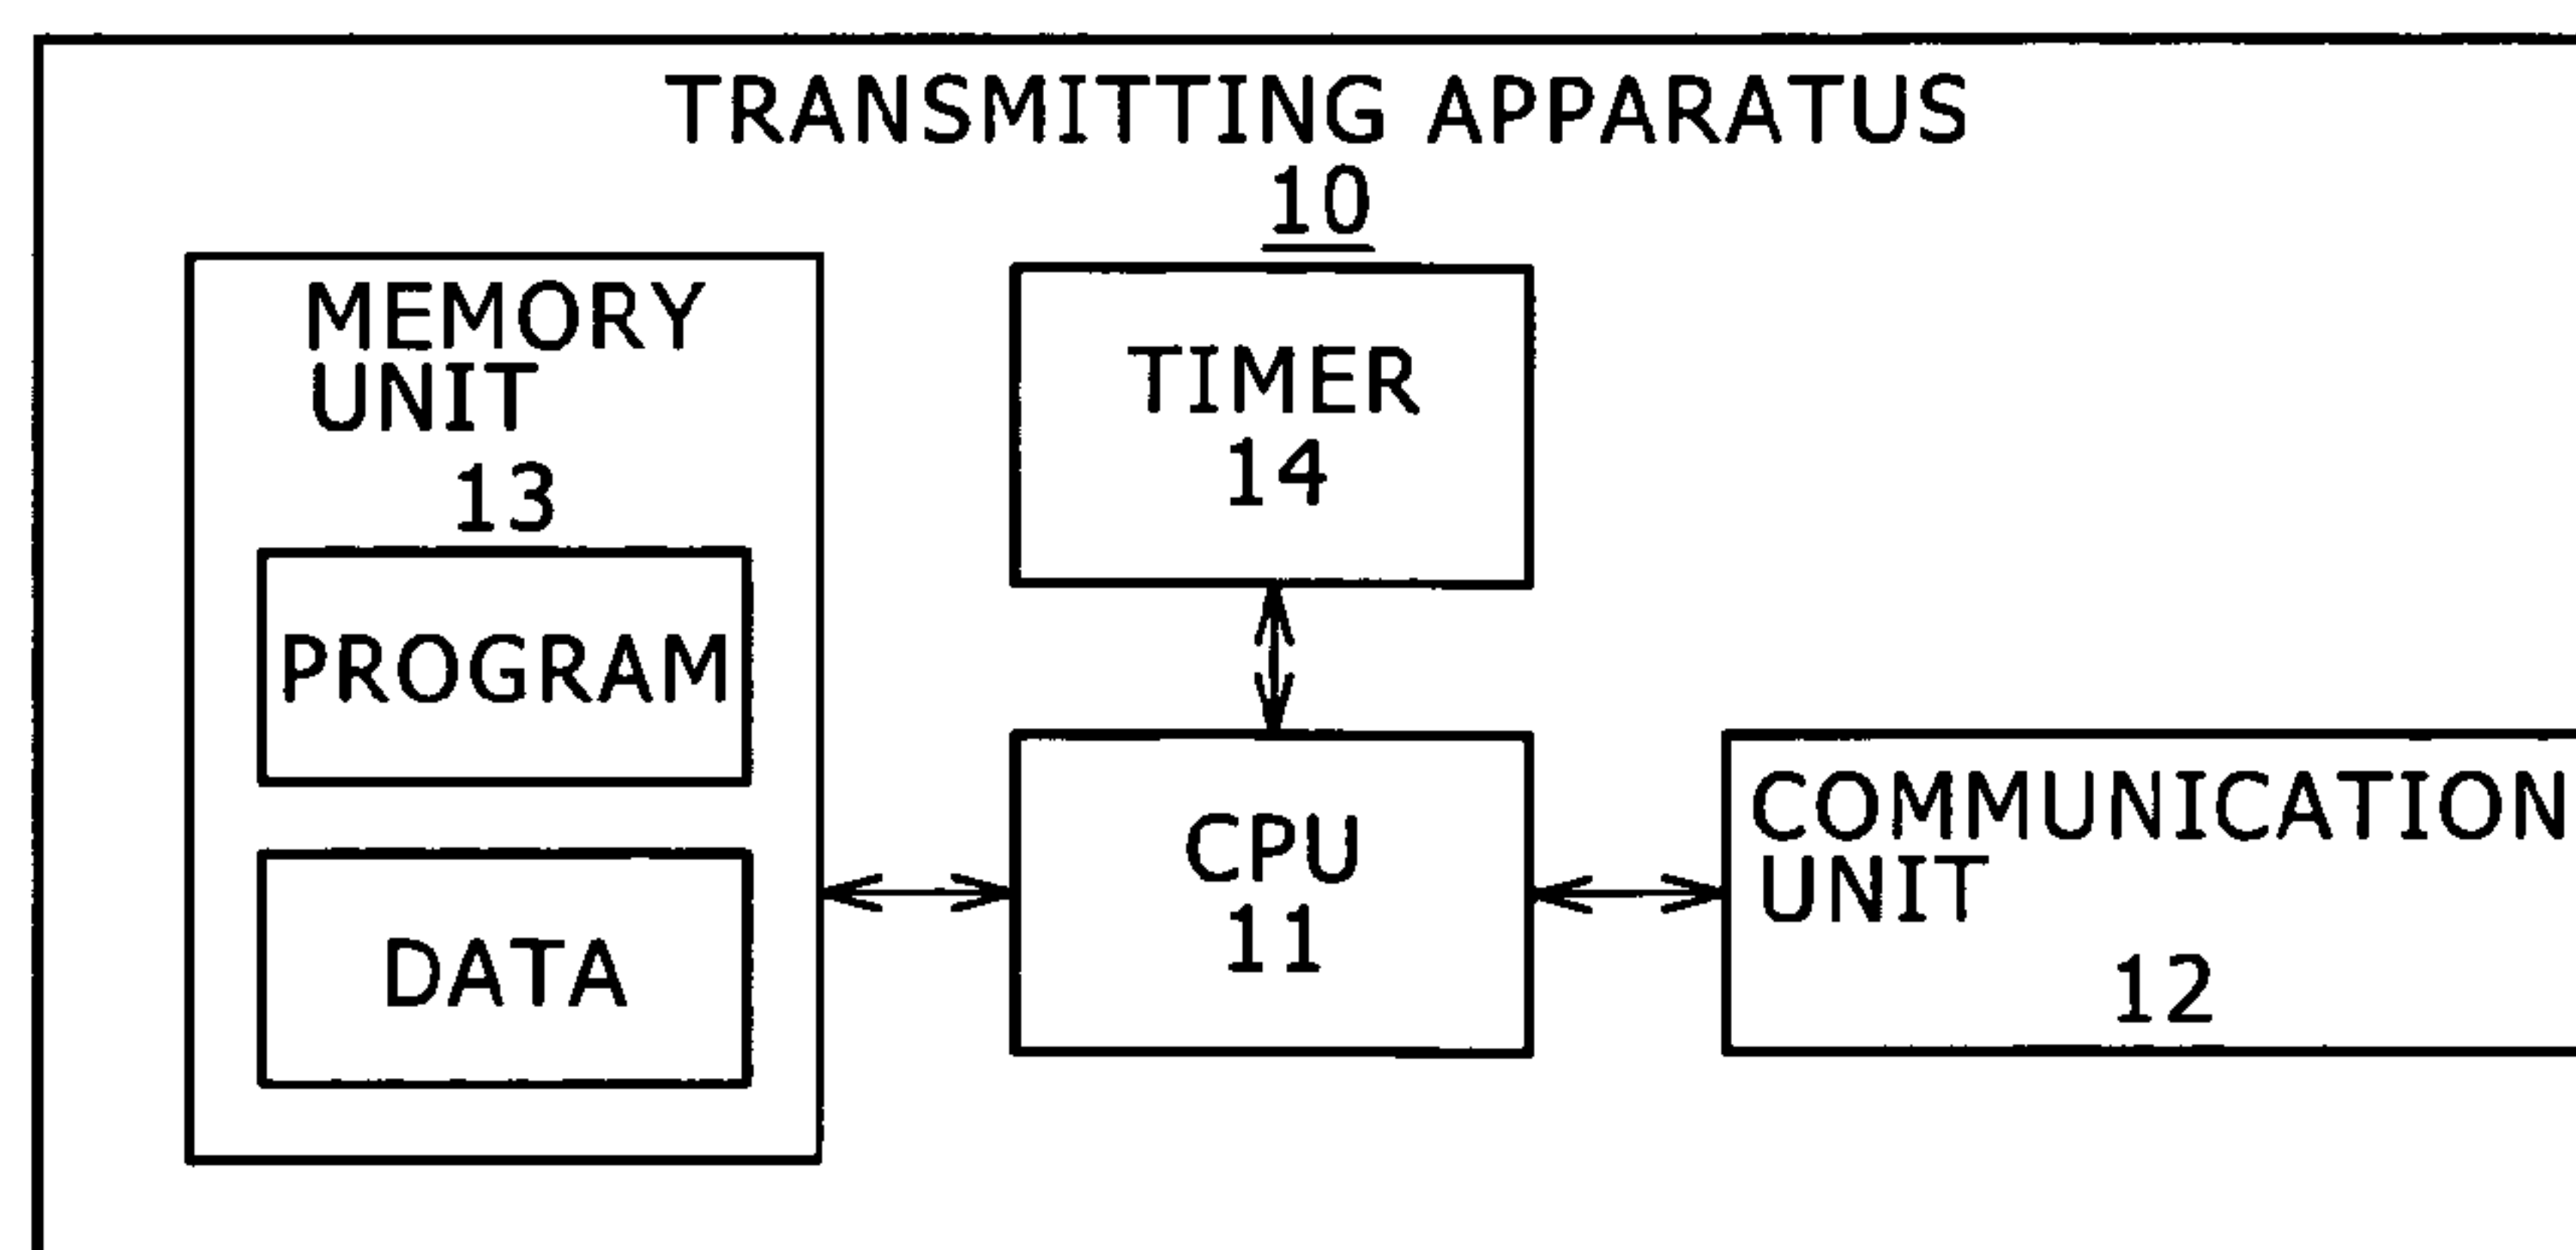 TRANSMITTING APPARATUS
10
MEMORY
UNIT
13
PROGRAM
DATA
TIMER
14
CPU
11
COMMUNICATION
UNIT
12